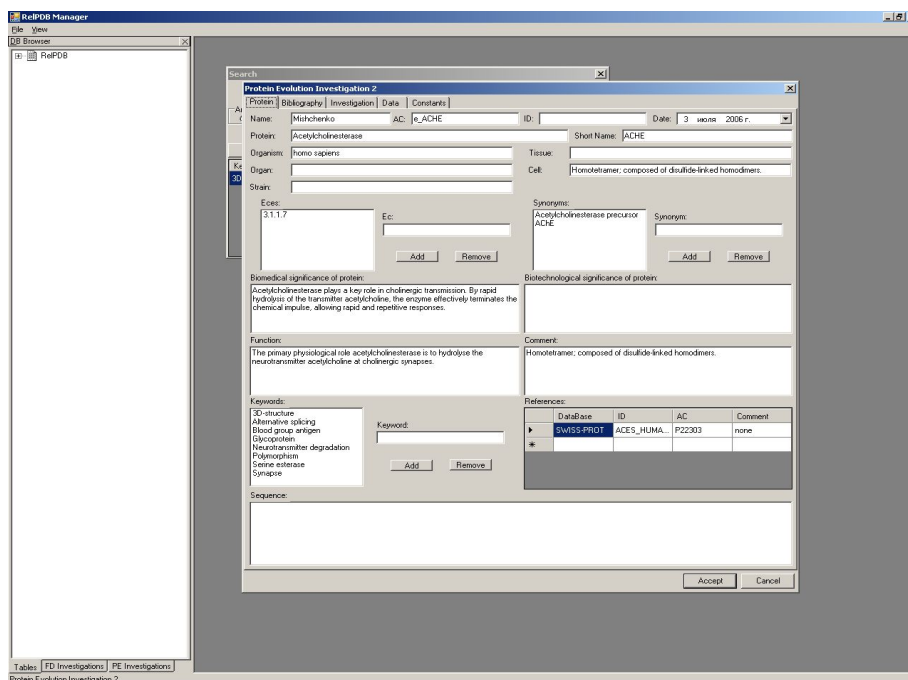 RelPDB Manager
File View
DB Browser
RelPDB
Search
Protein Evolution Investigation 2
Protein Bibliography Investigation Data Constants
Name: Mishchenko AC: e_ACHE ID: Date: 3 июля 2006 г.
Protein: Acetylcholinesterase Short Name: ACHE
Organism: homo sapiens Tissue:
Organ: Cell: Homotetramer; composed of disulfide-linked homodimers.
Strain:
Eces: Synonyms:
3.1.1.7 Ec: Acetylcholinesterase precursor Synonym:
AChE
Add Remove Add Remove
Biomedical significance of protein: Biotechnological significance of protein:
Acetylcholinesterase plays a key role in cholinergic transmission. By rapid
hydrolysis of the transmitter acetylcholine, the enzyme effectively terminates the
chemical impulse, allowing rapid and repetitive responses.
Function: Comment:
The primary physiological role acetylcholinesterase is to hydrolyse the Homotetramer; composed of disulfide-linked homodimers.
neurotransmitter acetylcholine at cholinergic synapses.
Keywords: References:
3D-structure
Alternative splicing
Blood group antigen
Glycoprotein
Neurotransmitter degradation
Polymorphism
Serine esterase
Synapse
Keyword:
Add Remove
DataBase ID AC Comment
SWISS-PROT ACES_HUMA... P22303 none
Sequence:
Accept Cancel
Tables FD Investigations PE Investigations
Protein Evolution Investigation 2